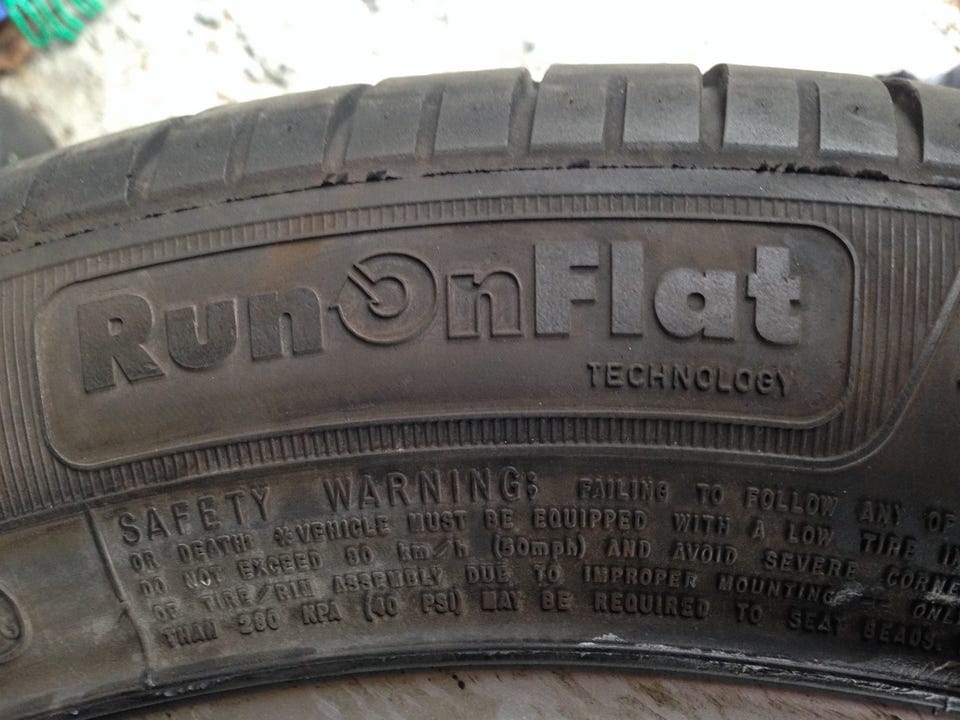 RunOnFlat
TECHNOLOGY
SAFETY WARNING: FAILING TO FOLLOW ANY OF
OR DEATH: *VEHICLE MUST BE EQUIPPED WITH A LOW TIRE
DO NOT EXCEED 80 km/h (50mph) AND AVOID SEVERE
OF TIRE/RIM ASSEMBLY DUE TO IMPROPER MOUNTING
THAN 280 KPA (40 PSI) MAY BE REQUIRED TO SEAT BEADS.